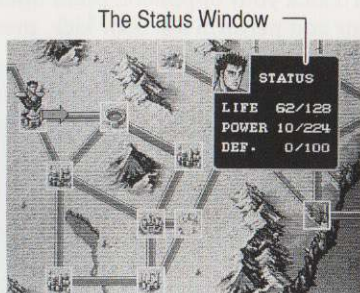 The Status Window
STATUS
LIFE 62/128
POWER 10/224
DEF. 0/100